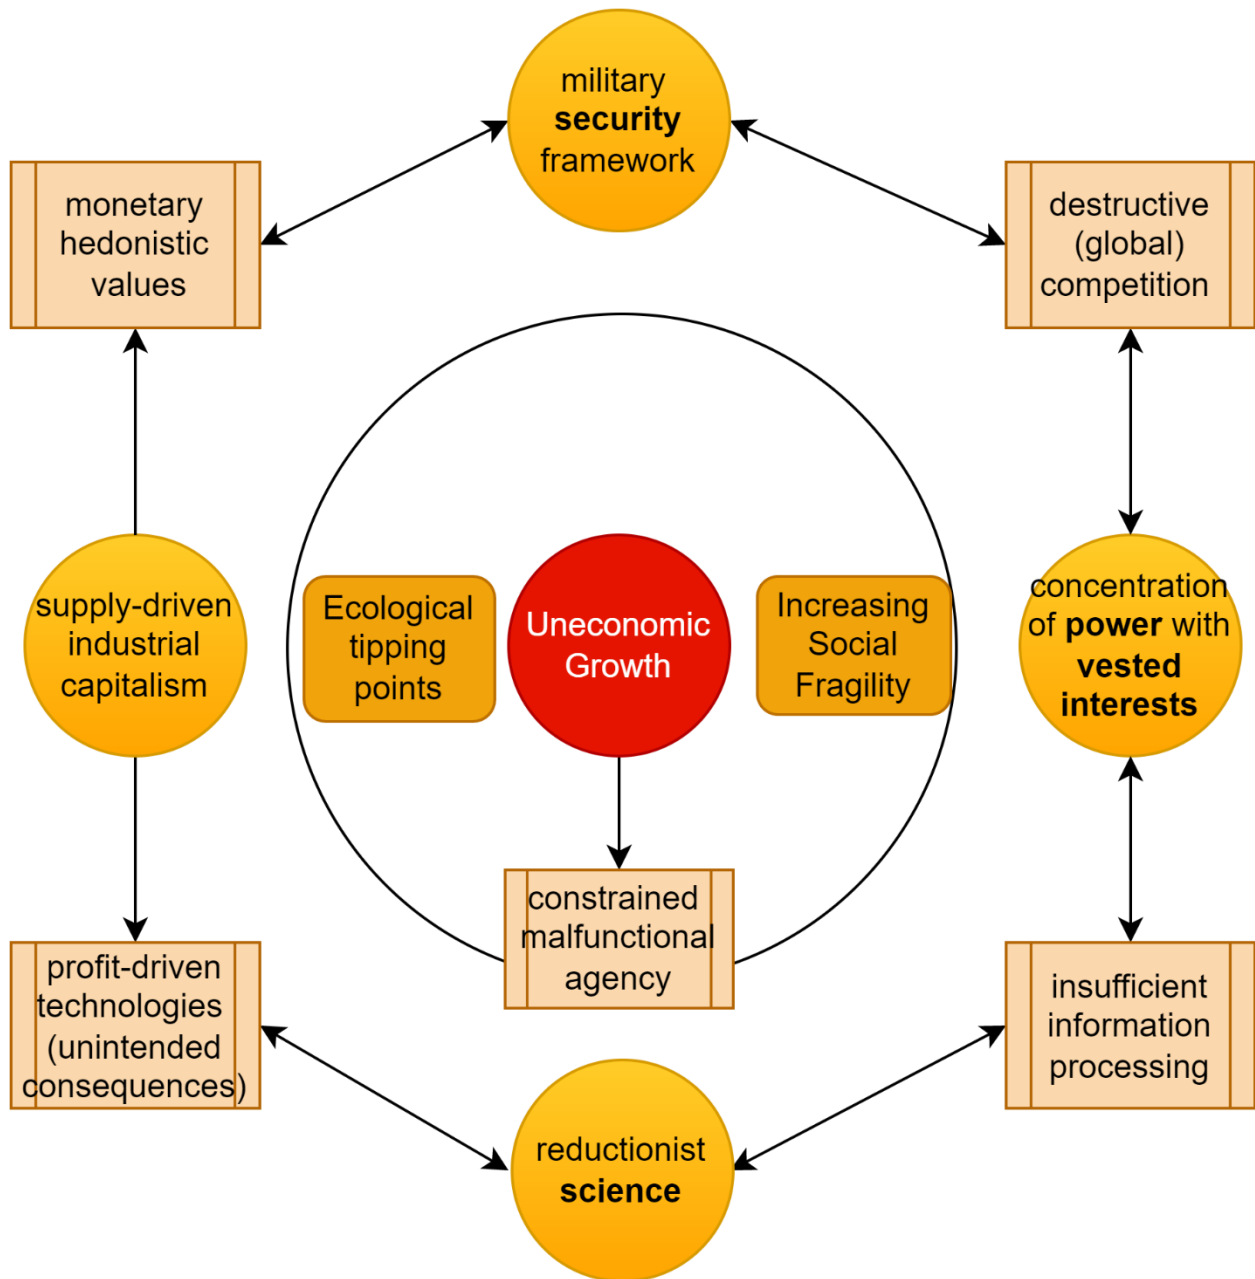 military
security
framework
monetary
hedonistic
values
destructive
(global)
competition
supply-driven
industrial
capitalism
Ecological
tipping
points
Uneconomic
Growth
Increasing
Social
Fragility
concentration
of power with
vested
interests
constrained
malfunctional
agency
profit-driven
technologies
(unintended
consequences)
insufficient
information
processing
reductionist
science